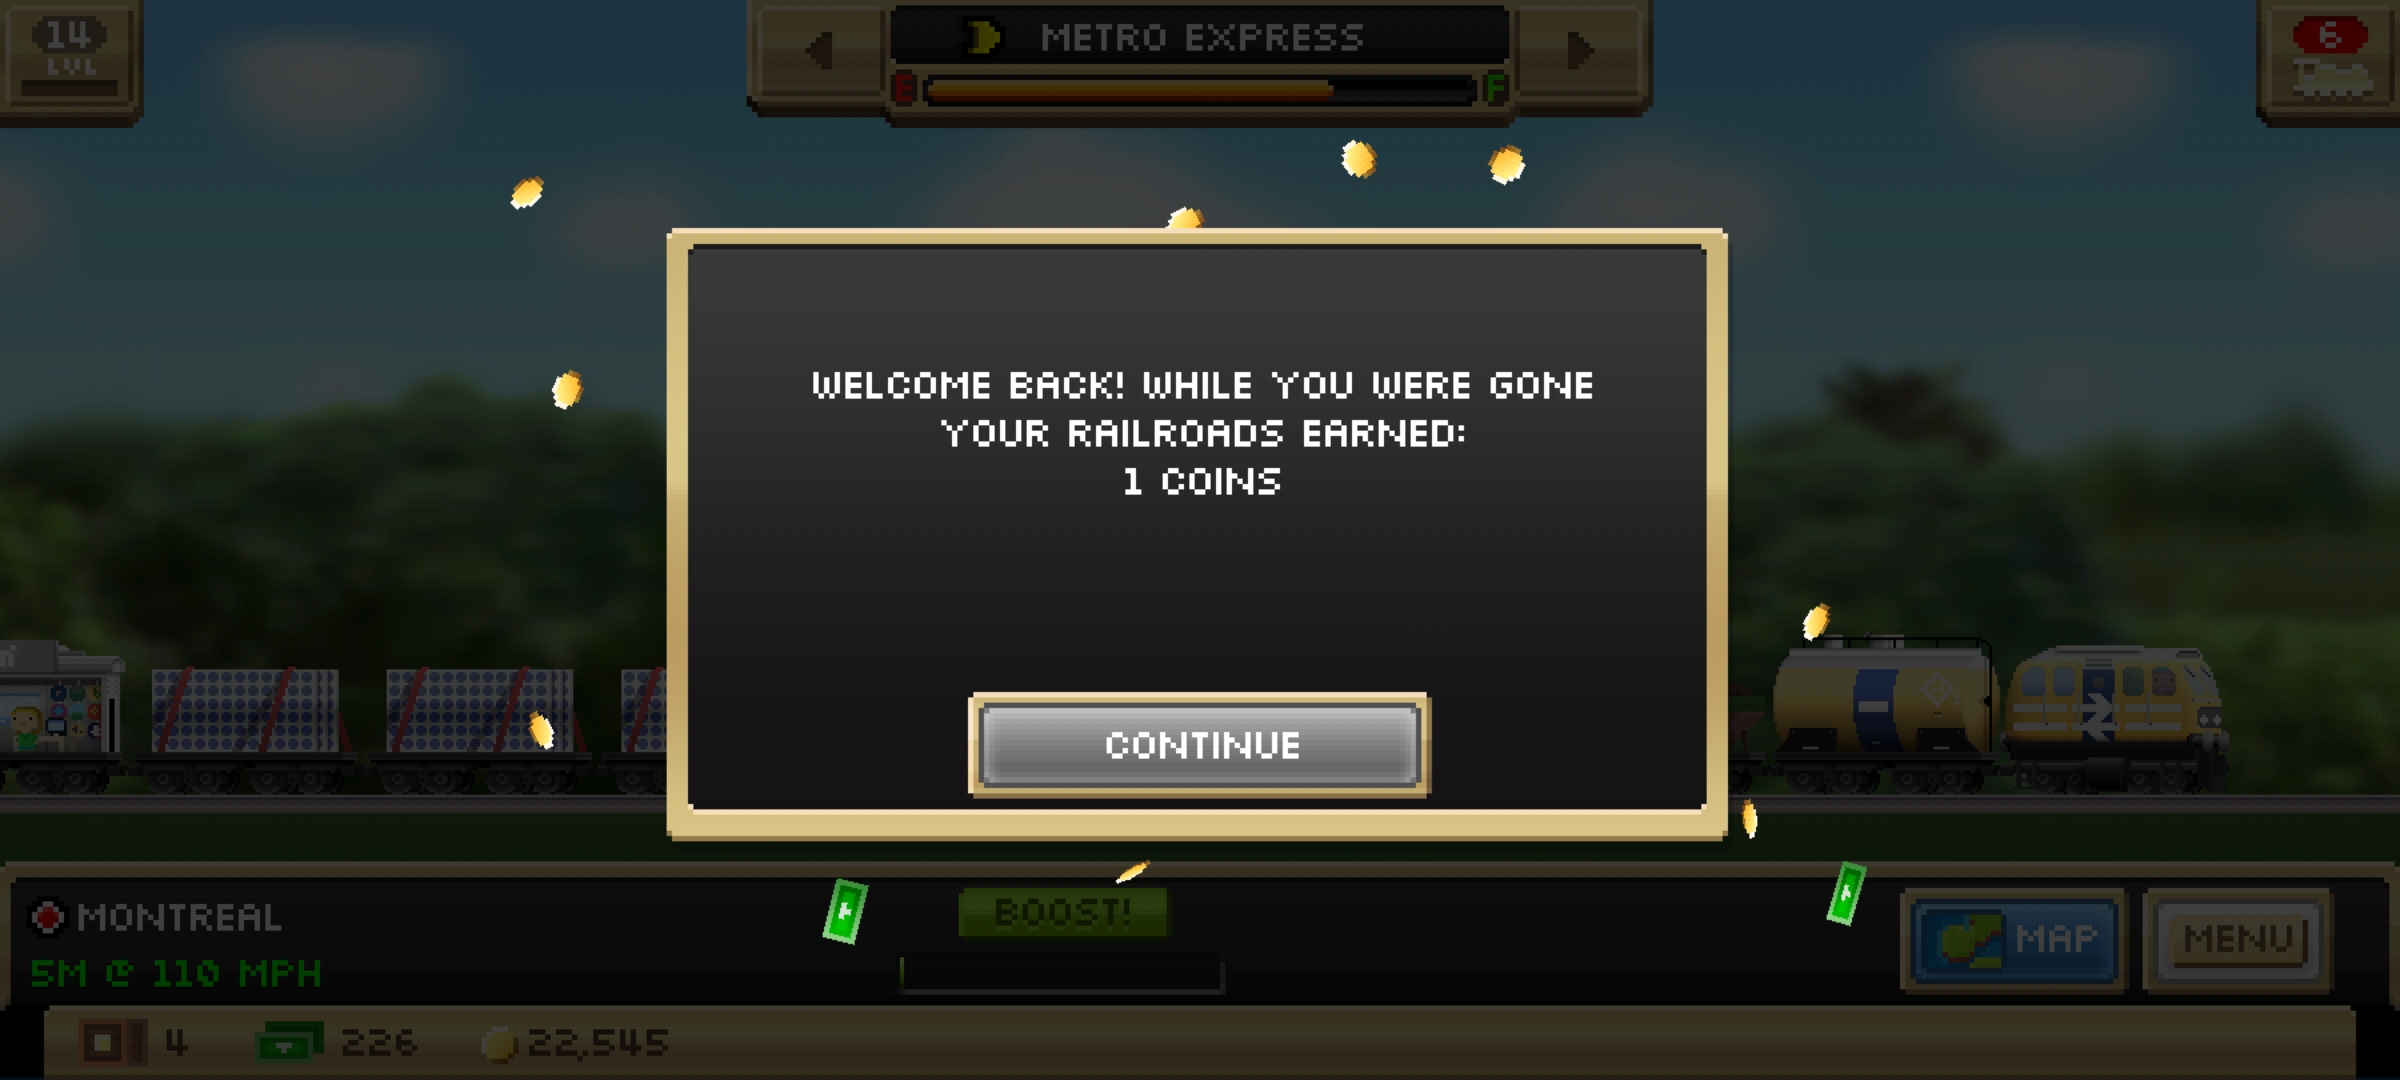 14
LVL
METRO EXPRESS
E
F
6
WELCOME BACK! WHILE YOU WERE GONE
YOUR RAILROADS EARNED:
1 COINS
CONTINUE
MONTREAL
5M @ 110 MPH
BOOST!
MAP
MENU
4
226
22,545